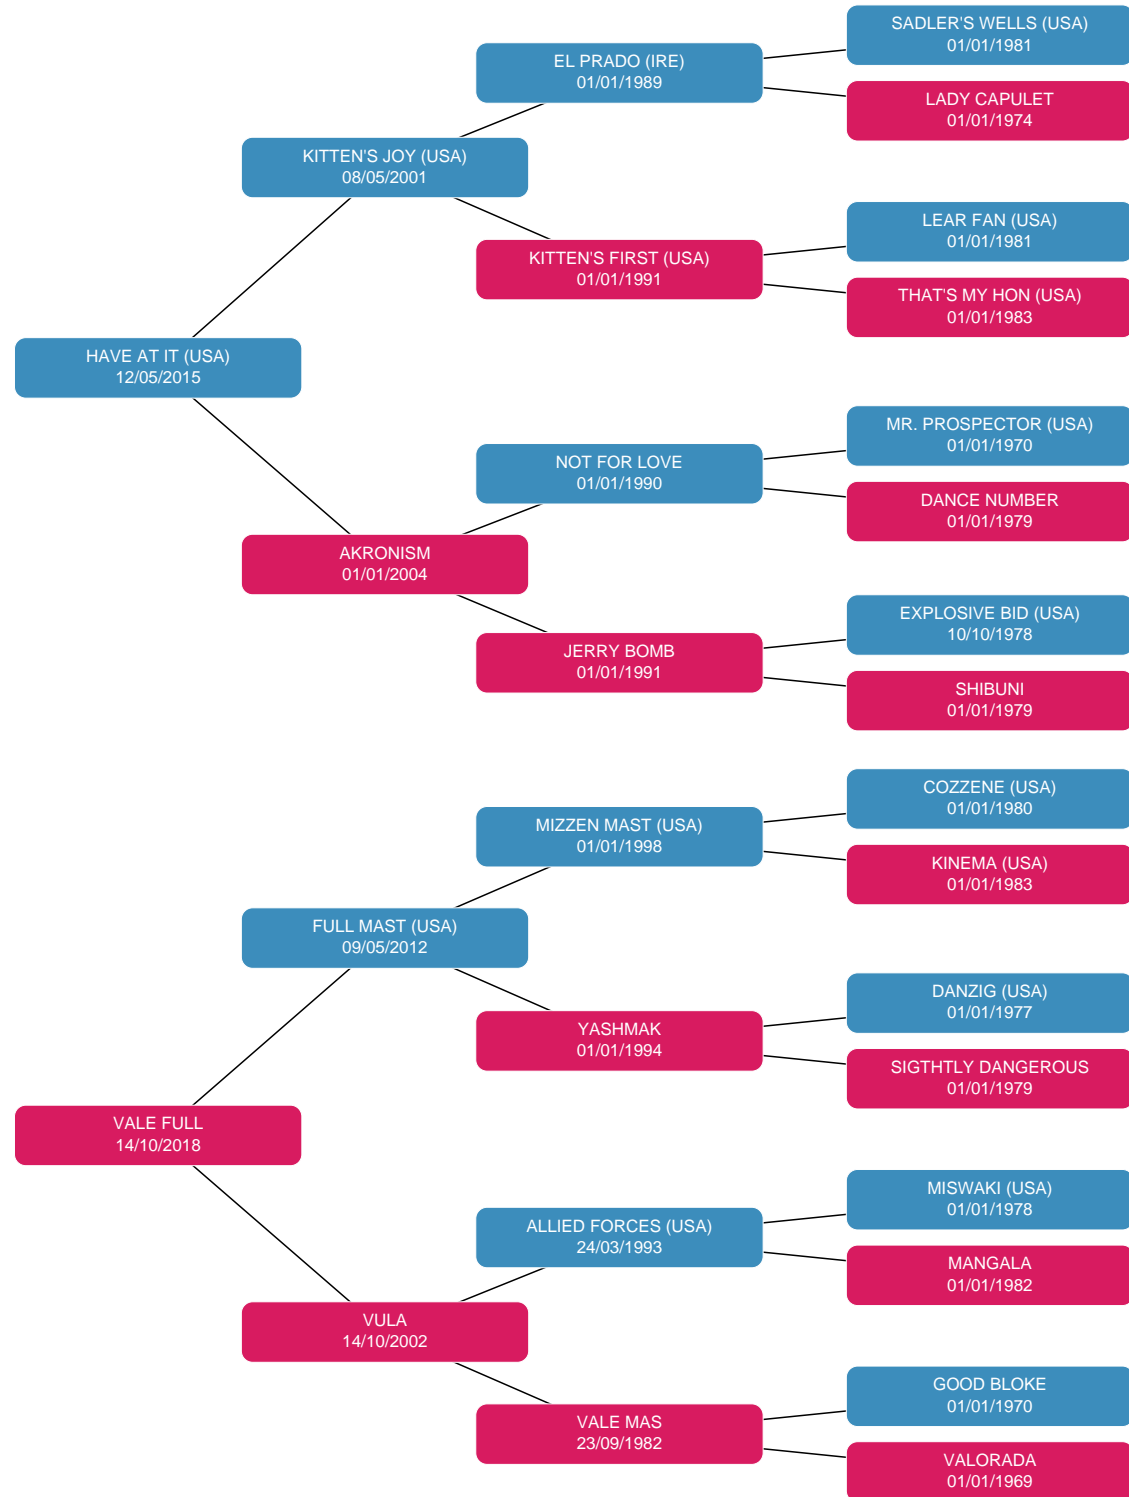 SADLER'S WELLS (USA)
01/01/1981
EL PRADO (IRE)
01/01/1989
LADY CAPULET
01/01/1974
KITTEN'S JOY (USA)
08/05/2001
LEAR FAN (USA)
01/01/1981
KITTEN'S FIRST (USA)
01/01/1991
THAT'S MY HON (USA)
01/01/1983
HAVE AT IT (USA)
12/05/2015
MR. PROSPECTOR (USA)
01/01/1970
NOT FOR LOVE
01/01/1990
DANCE NUMBER
01/01/1979
AKRONISM
01/01/2004
EXPLOSIVE BID (USA)
10/10/1978
JERRY BOMB
01/01/1991
SHIBUNI
01/01/1979
COZZENE (USA)
01/01/1980
MIZZEN MAST (USA)
01/01/1998
KINEMA (USA)
01/01/1983
FULL MAST (USA)
09/05/2012
DANZIG (USA)
01/01/1977
YASHMAK
01/01/1994
SIGTHTLY DANGEROUS
01/01/1979
VALE FULL
14/10/2018
MISWAKI (USA)
01/01/1978
ALLIED FORCES (USA)
24/03/1993
MANGALA
01/01/1982
VULA
14/10/2002
GOOD BLOKE
01/01/1970
VALE MAS
23/09/1982
VALORADA
01/01/1969